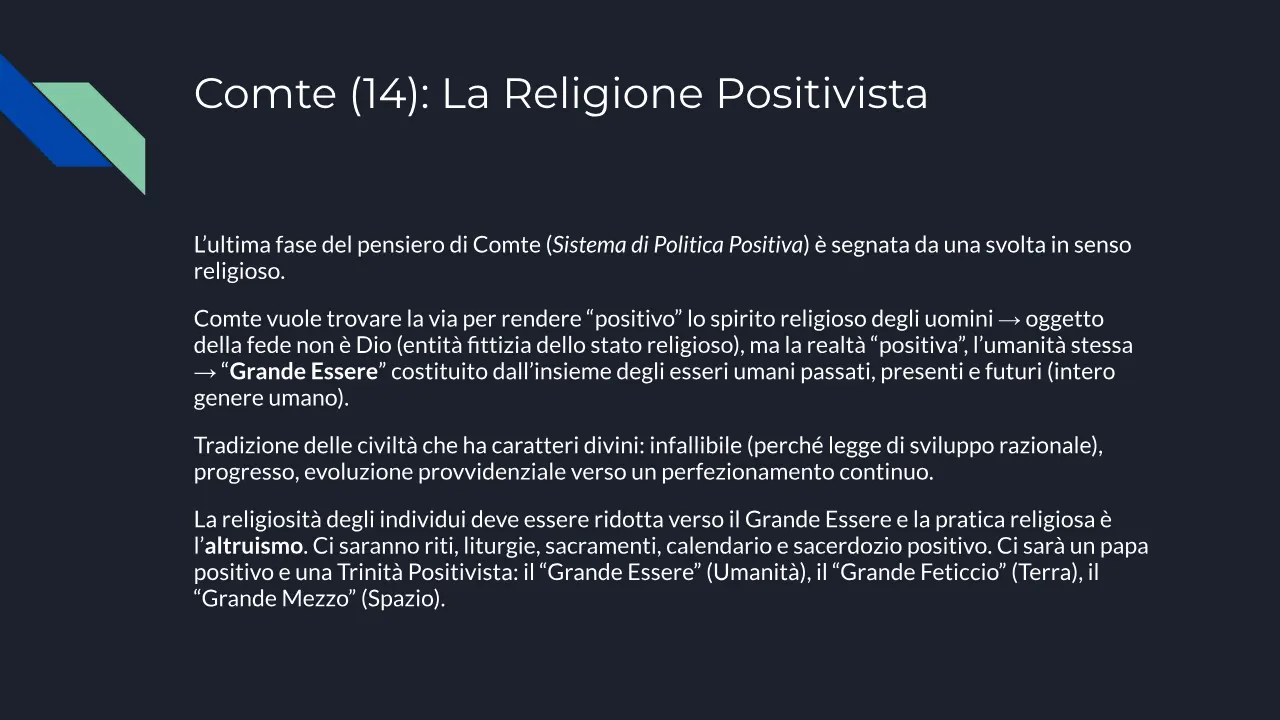 Comte (14): La Religione Positivista
L’ultima fase del pensiero di Comte (Sistema di Politica Positiva) è segnata da una svolta in senso
religioso.
Comte vuole trovare la via per rendere “positivo” lo spirito religioso degli uomini → oggetto
della fede non è Dio (entità fittizia dello stato religioso), ma la realtà “positiva”, l’umanità stessa
→ “Grande Essere” costituito dall’insieme degli esseri umani passati, presenti e futuri (intero
genere umano).
Tradizione delle civiltà che ha caratteri divini: infallibile (perché legge di sviluppo razionale),
progresso, evoluzione provvidenziale verso un perfezionamento continuo.
La religiosità degli individui deve essere ridotta verso il Grande Essere e la pratica religiosa è
l’altruismo. Ci saranno riti, liturgie, sacramenti, calendario e sacerdozio positivo. Ci sarà un papa
positivo e una Trinità Positivista: il “Grande Essere” (Umanità), il “Grande Feticcio” (Terra), il
“Grande Mezzo” (Spazio).